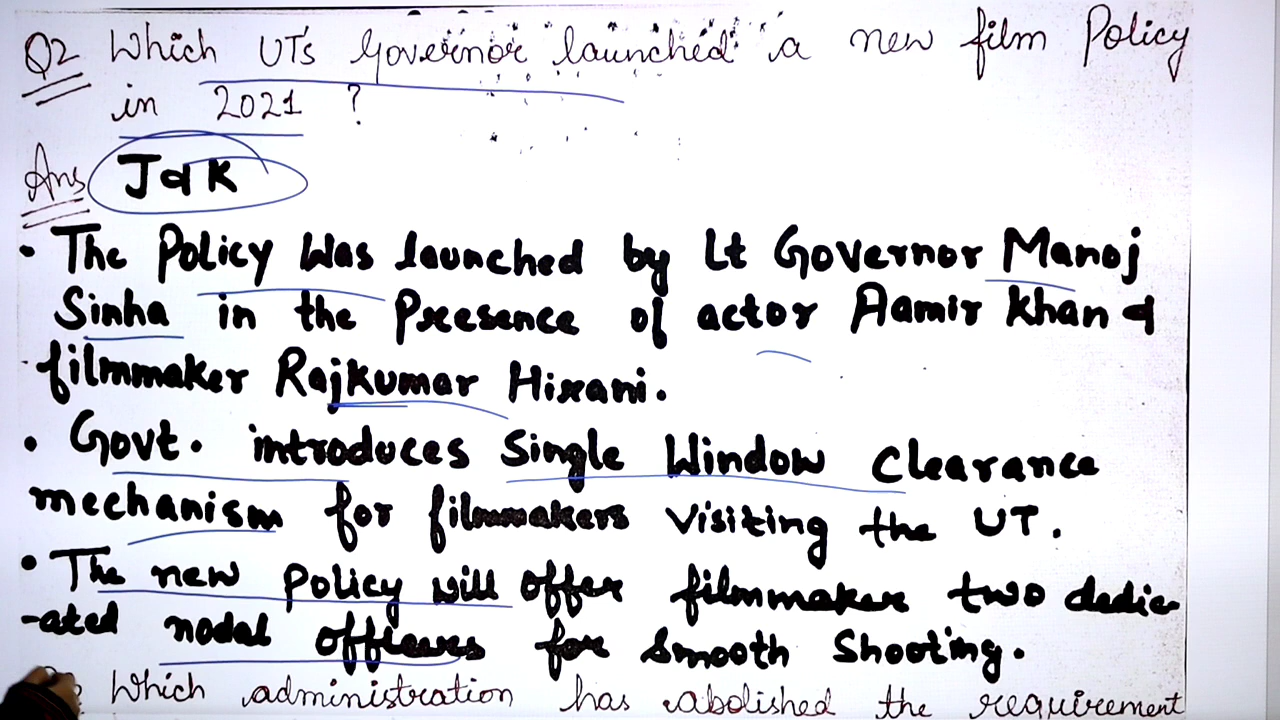 Q2 Which UTs Governor launched a new film Policy
in 2021 ?
Ans J&K
• The Policy Was launched by Lt Governor Manoj
Sinha in the Presence of actor Aamir Khan &
filmmaker Rajkumar Hirani.
• Govt. introduces Single Window Clearance
mechanism for filmmakers Visiting the UT.
• The new Policy will offer filmmaker two dedic
-ated nodal officers for Smooth Shooting.
Which administration has abolished the requirement